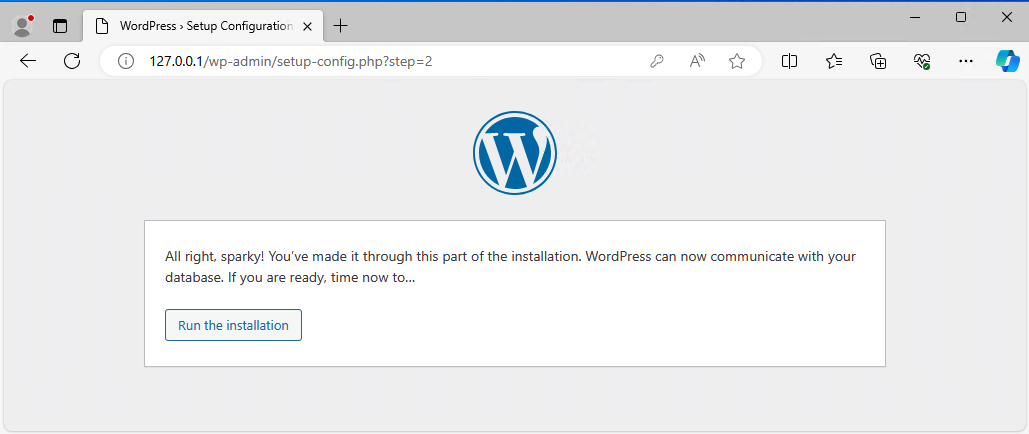 WordPress › Setup Configuration
127.0.0.1/wp-admin/setup-config.php?step=2
W
All right, sparky! You’ve made it through this part of the installation. WordPress can now communicate with your
database. If you are ready, time now to…
Run the installation